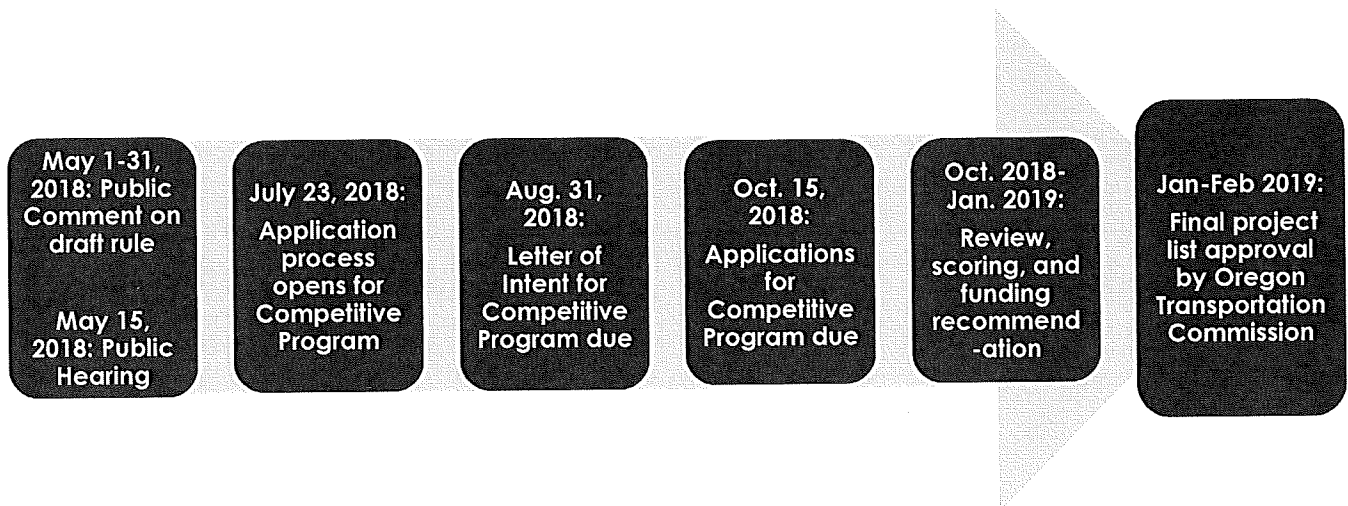 May 1-31,
2018: Public
Comment on
draft rule
May 15,
2018: Public
Hearing
July 23, 2018:
Application
process
opens for
Competitive
Program
Aug. 31,
2018:
Letter of
Intent for
Competitive
Program due
Oct. 15,
2018:
Applications
for
Competitive
Program due
Oct. 2018-
Jan. 2019:
Review,
scoring, and
funding
recommend
-ation
Jan-Feb 2019:
Final project
list approval
by Oregon
Transportation
Commission